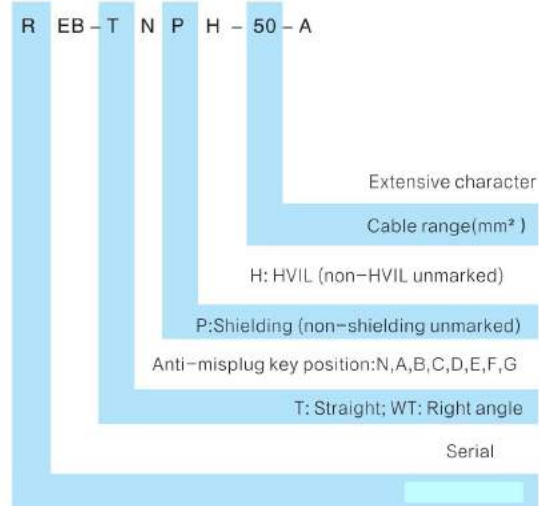 R EB-T N P H-50-A
Extensive character
Cable range(mm²)
H: HVIL (non-HVIL unmarked)
P:Shielding (non-shielding unmarked)
Anti-misplug key position:N,A,B,C,D,E,F,G
T: Straight; WT: Right angle
Serial